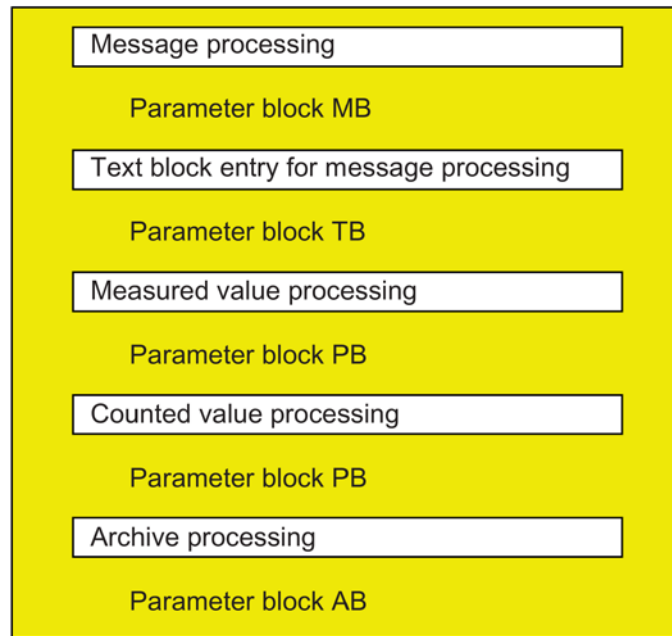 Message processing
Parameter block MB
Text block entry for message processing
Parameter block TB
Measured value processing
Parameter block PB
Counted value processing
Parameter block PB
Archive processing
Parameter block AB